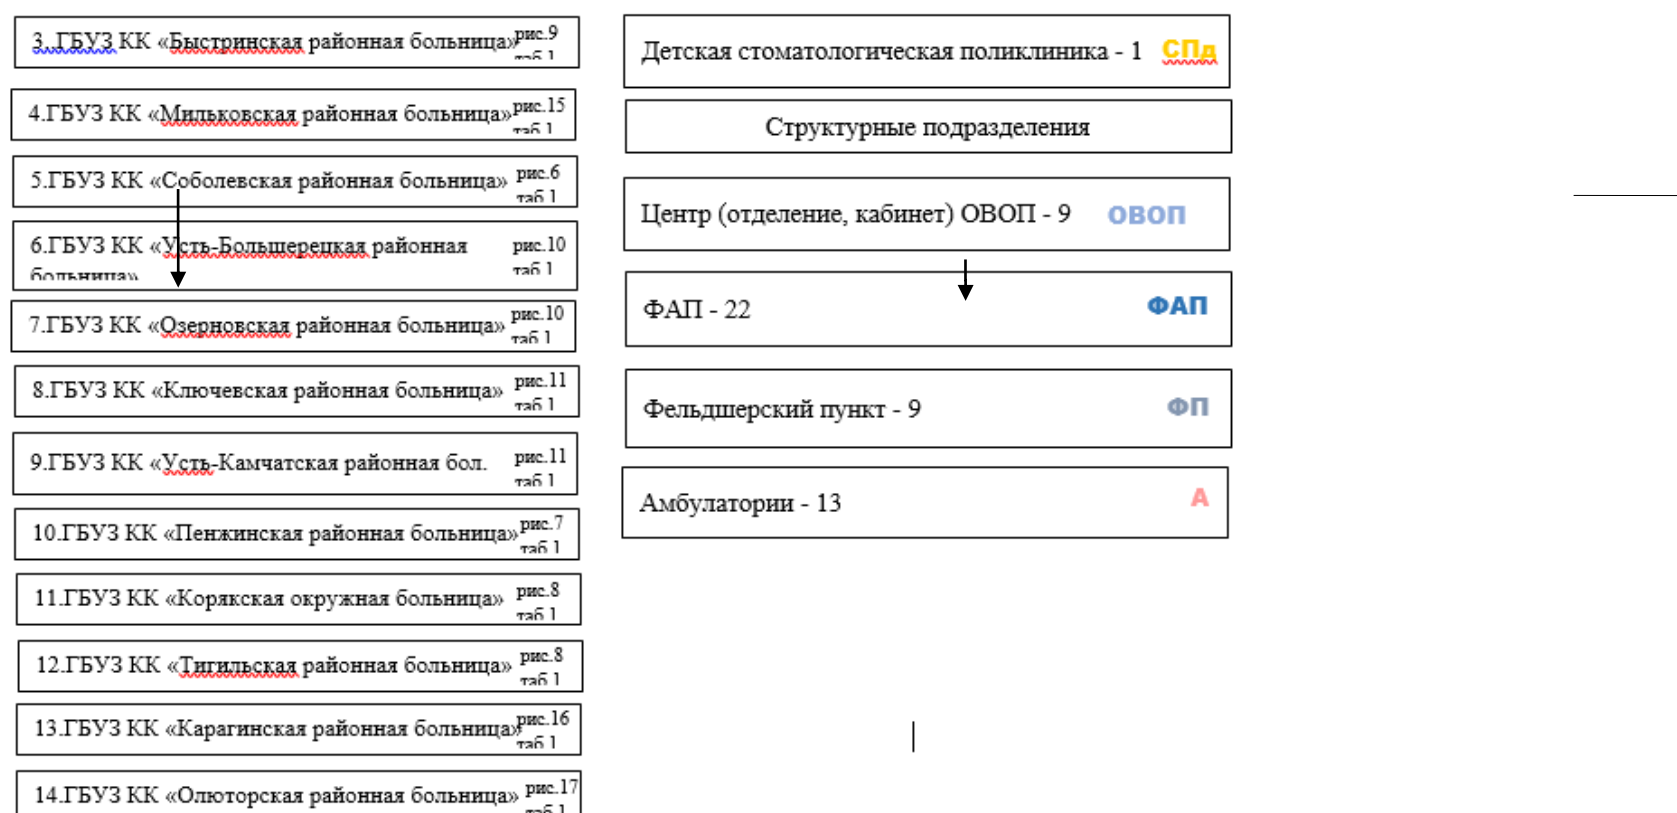 3. .ГБУЗ КК «Быстринская районная больница» рис.9
таб 1
4.ГБУЗ КК «Мильковская районная больница» рис.15
таб 1
5.ГБУЗ КК «Соболевская районная больница» рис.6
таб 1
6.ГБУЗ КК «Усть-Большерецкая районная рис.10
больница» таб 1
7.ГБУЗ КК «Озерновская районная больница» рис.10
таб 1
8.ГБУЗ КК «Ключевская районная больница» рис.11
таб 1
9.ГБУЗ КК «Усть-Камчатская районная бол. рис.11
таб 1
10.ГБУЗ КК «Пенжинская районная больница» рис.7
таб 1
11.ГБУЗ КК «Корякская окружная больница» рис.8
таб 1
12.ГБУЗ КК «Тигильская районная больница» рис.8
таб 1
13.ГБУЗ КК «Карагинская районная больница» рис.16
таб 1
14.ГБУЗ КК «Олюторская районная больница» рис.17
таб 1
Детская стоматологическая поликлиника - 1 СПд
Структурные подразделения
Центр (отделение, кабинет) ОВОП - 9 ОВОП
ФАП - 22 ФАП
Фельдшерский пункт - 9 ФП
Амбулатории - 13 А